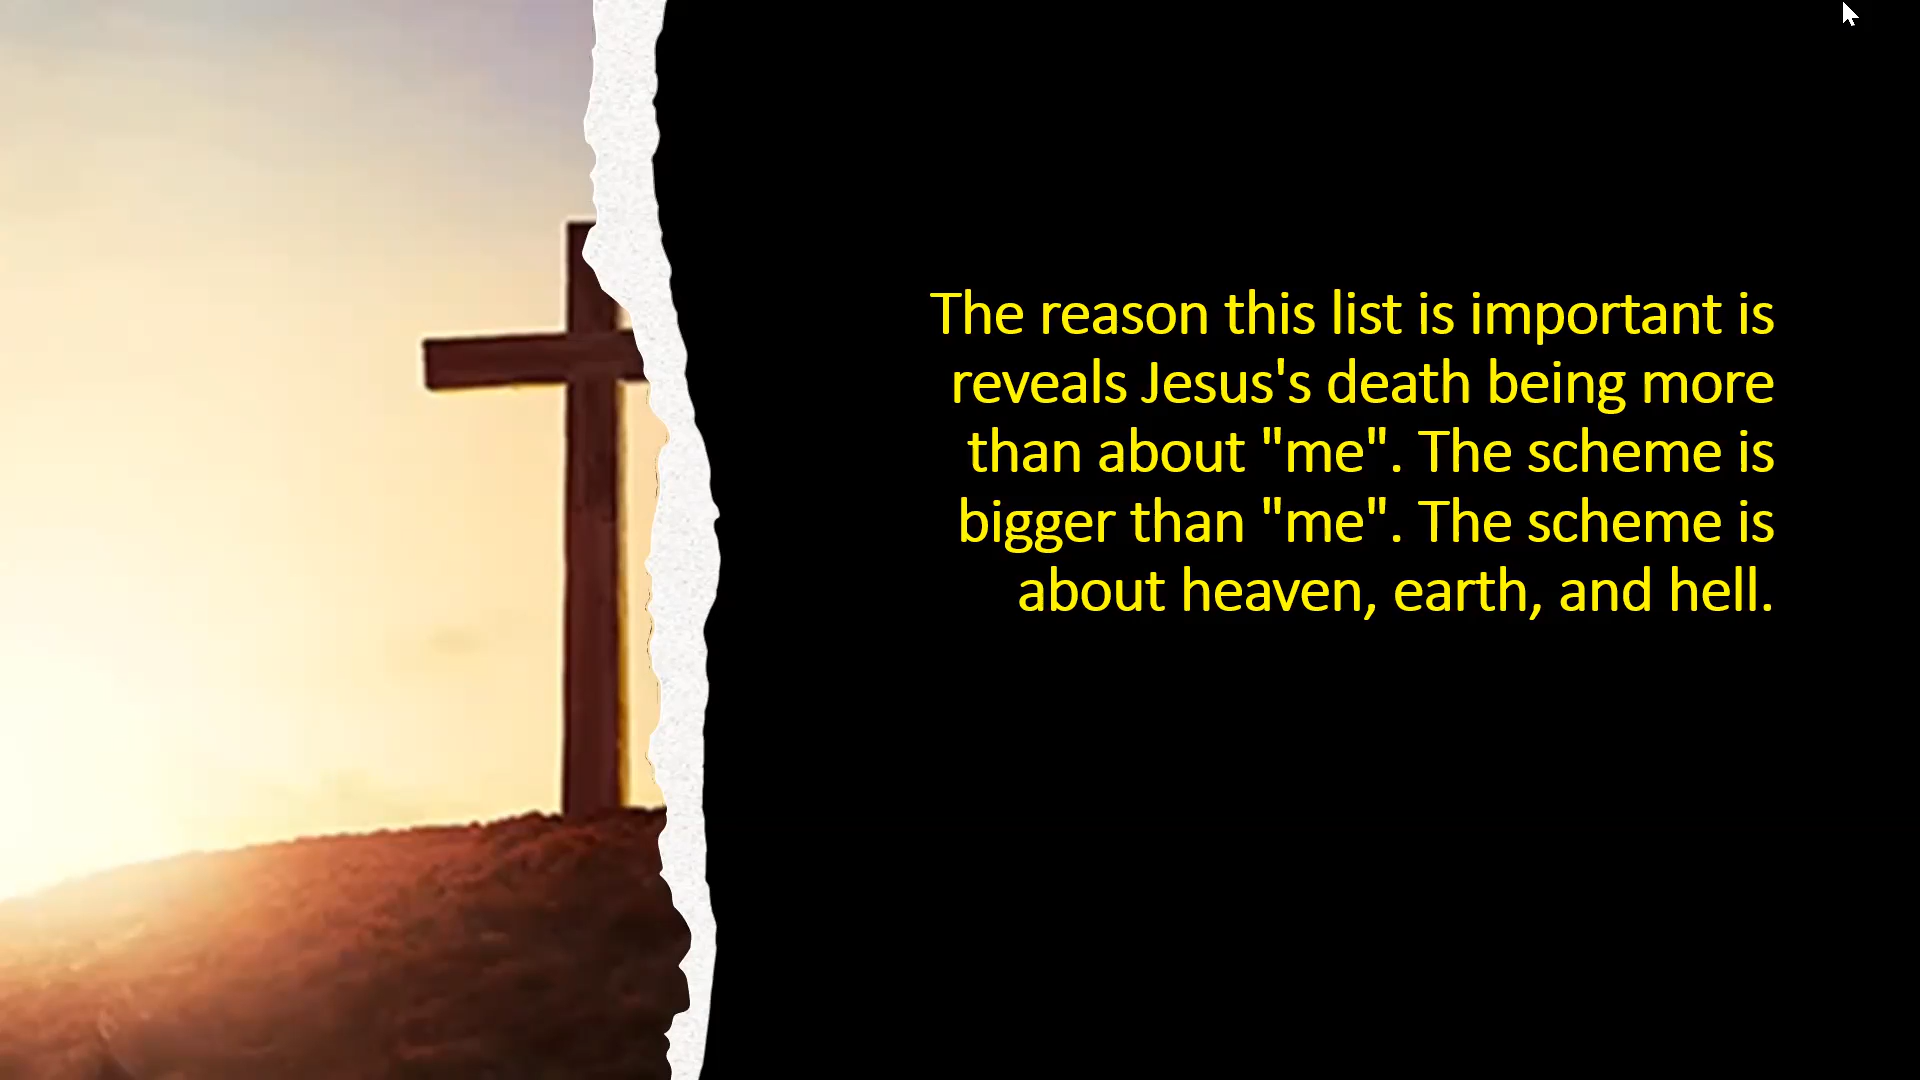 The reason this list is important is
reveals Jesus's death being more
than about "me". The scheme is
bigger than "me". The scheme is
about heaven, earth, and hell.